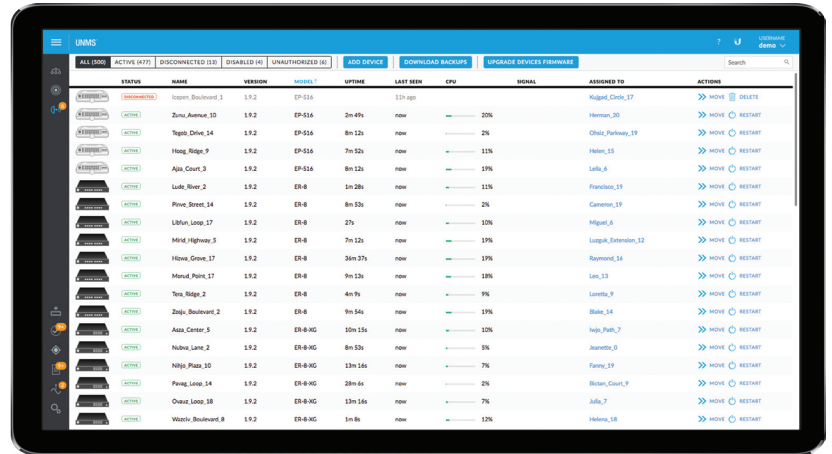 UNMS
?
USERNAME
demo
ALL (500) ACTIVE (477) DISCONNECTED (13) DISABLED (4) UNAUTHORIZED (6) ADD DEVICE DOWNLOAD BACKUPS UPGRADE DEVICES FIRMWARE Search
STATUS NAME VERSION MODEL UPTIME LAST SEEN CPU SIGNAL ASSIGNED TO ACTIONS
DISCONNECTED Icepen_Boulevard_1 1.9.2 EP-S16 11h ago Kujgad_Circle_17 MOVE DELETE
ACTIVE Zunu_Avenue_10 1.9.2 EP-S16 2m 49s now 20% Herman_20 MOVE RESTART
ACTIVE Tegob_Drive_14 1.9.2 EP-S16 8m 12s now 2% Ohsiz_Parkway_19 MOVE RESTART
ACTIVE Hoog_Ridge_9 1.9.2 EP-S16 7m 52s now 11% Helen_15 MOVE RESTART
ACTIVE Ajza_Court_3 1.9.2 EP-S16 8m 12s now 19% Leila_6 MOVE RESTART
ACTIVE Lude_River_2 1.9.2 ER-8 1m 28s now 11% Francisco_19 MOVE RESTART
ACTIVE Pinve_Street_14 1.9.2 ER-8 8m 53s now 2% Cameron_19 MOVE RESTART
ACTIVE Libfun_Loop_17 1.9.2 ER-8 27s now 10% Miguel_6 MOVE RESTART
ACTIVE Mirid_Highway_5 1.9.2 ER-8 7m 12s now 19% Luzguk_Extension_12 MOVE RESTART
ACTIVE Hizwa_Grove_17 1.9.2 ER-8 36m 37s now 19% Raymond_16 MOVE RESTART
ACTIVE Morud_Point_17 1.9.2 ER-8 9m 13s now 18% Leo_13 MOVE RESTART
ACTIVE Tera_Ridge_2 1.9.2 ER-8 4m 9s now 9% Loretta_9 MOVE RESTART
ACTIVE Zosju_Boulevard_2 1.9.2 ER-8 9m 54s now 19% Blake_14 MOVE RESTART
ACTIVE Asza_Center_5 1.9.2 ER-8-XG 10m 15s now 10% Iwjo_Path_7 MOVE RESTART
ACTIVE Nubva_Lane_2 1.9.2 ER-8-XG 8m 53s now 5% Jeanette_0 MOVE RESTART
ACTIVE Nihjo_Plaza_10 1.9.2 ER-8-XG 13m 16s now 7% Fanny_19 MOVE RESTART
ACTIVE Pavag_Loop_14 1.9.2 ER-8-XG 28m 6s now 2% Bictan_Court_9 MOVE RESTART
ACTIVE Ovauz_Loop_18 1.9.2 ER-8-XG 13m 16s now 7% Julia_7 MOVE RESTART
ACTIVE Wazciv_Boulevard_8 1.9.2 ER-8-XG 1m 8s now 12% Helena_18 MOVE RESTART